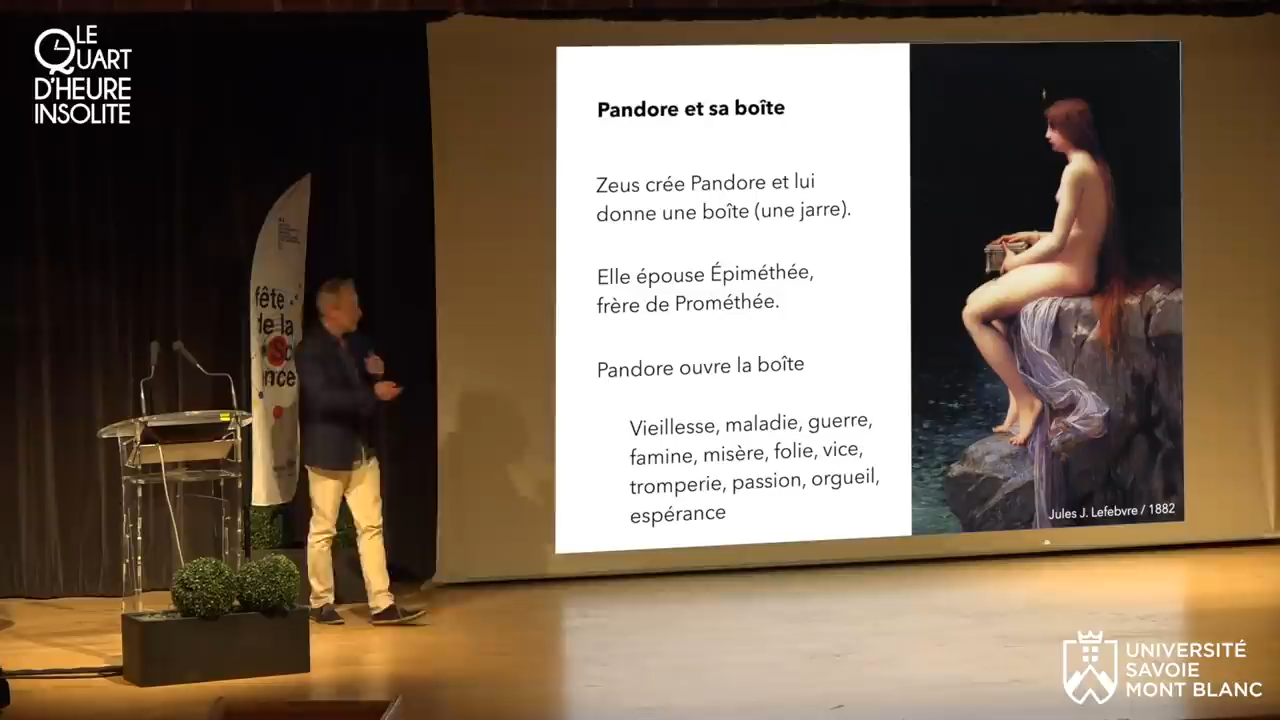 LE
QUART
D'HEURE
INSOLITE
Pandore et sa boîte
Zeus crée Pandore et lui
donne une boîte (une jarre).
Elle épouse Épiméthée,
frère de Prométhée.
Pandore ouvre la boîte
Vieillesse, maladie, guerre,
famine, misère, folie, vice,
tromperie, passion, orgueil,
espérance
Jules J. Lefebvre / 1882
fête
de la
Sc
nce
UNIVERSITÉ
SAVOIE
MONT BLANC